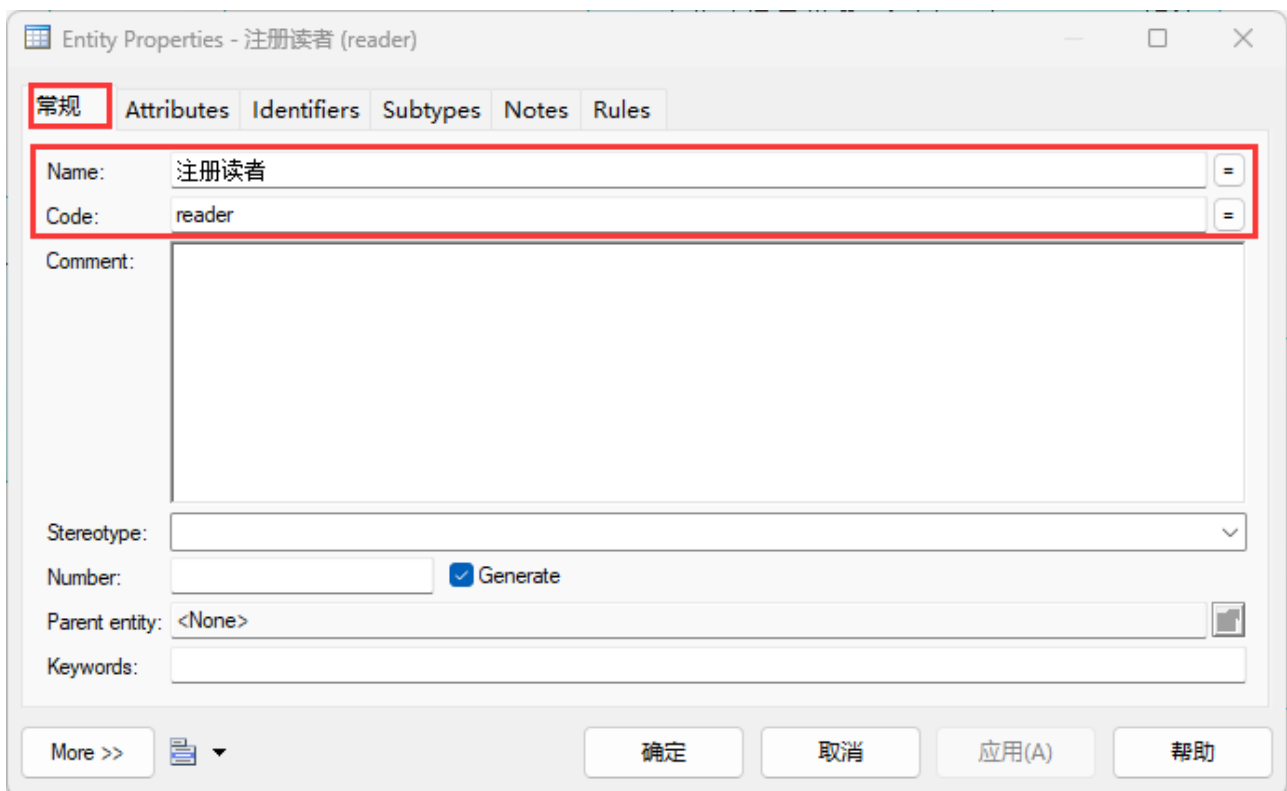 Entity Properties - 注册读者 (reader)
常规 Attributes Identifiers Subtypes Notes Rules
Name: 注册读者 =
Code: reader =
Comment:
Stereotype:
Number: Generate
Parent entity: <None>
Keywords:
More >> 确定 取消 应用(A) 帮助